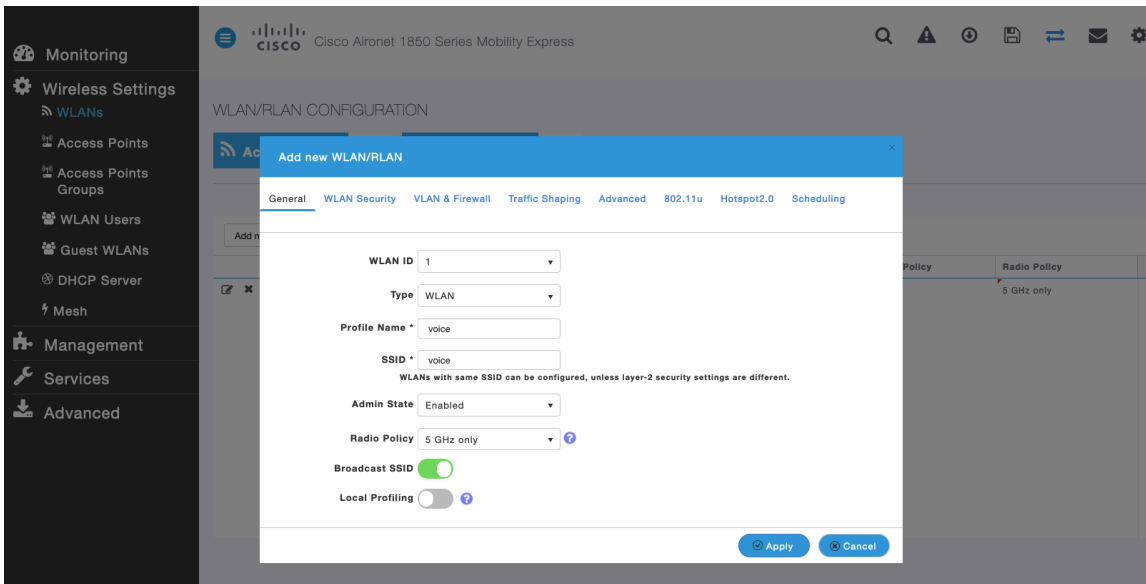 Monitoring
Wireless Settings
WLANs
Access Points
Access Points
Groups
WLAN Users
Guest WLANs
DHCP Server
Mesh
Management
Services
Advanced
CISCO
Cisco Aironet 1850 Series Mobility Express
WLAN/RLAN CONFIGURATION
Ac
Add n
Policy
Radio Policy
5 GHz only
Add new WLAN/RLAN
×
General WLAN Security VLAN & Firewall Traffic Shaping Advanced 802.11u Hotspot2.0 Scheduling
WLAN ID 1
Type WLAN
Profile Name * voice
SSID * voice
WLANs with same SSID can be configured, unless layer-2 security settings are different.
Admin State Enabled
Radio Policy 5 GHz only ?
Broadcast SSID
Local Profiling ?
Apply Cancel